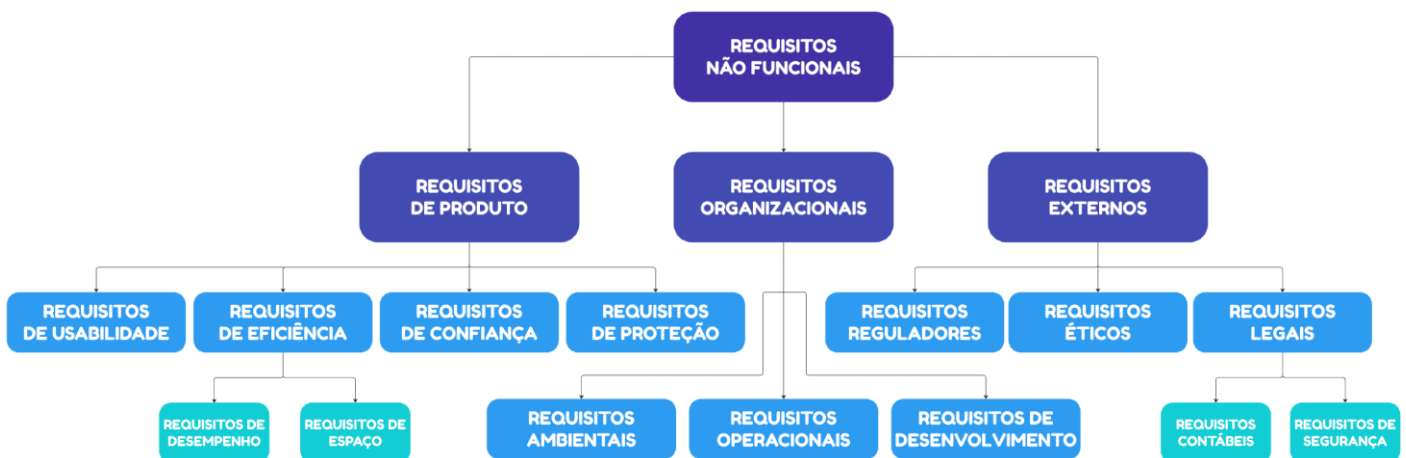 REQUISITOS
NÃO FUNCIONAIS
REQUISITOS
DE PRODUTO
REQUISITOS
ORGANIZACIONAIS
REQUISITOS
EXTERNOS
REQUISITOS
DE USABILIDADE
REQUISITOS
DE EFICIÊNCIA
REQUISITOS
DE CONFIANÇA
REQUISITOS
DE PROTEÇÃO
REQUISITOS
REGULADORES
REQUISITOS
ÉTICOS
REQUISITOS
LEGAIS
REQUISITOS DE
DESEMPENHO
REQUISITOS DE
ESPAÇO
REQUISITOS
AMBIENTAIS
REQUISITOS
OPERACIONAIS
REQUISITOS DE
DESENVOLVIMENTO
REQUISITOS
CONTÁBEIS
REQUISITOS DE
SEGURANÇA